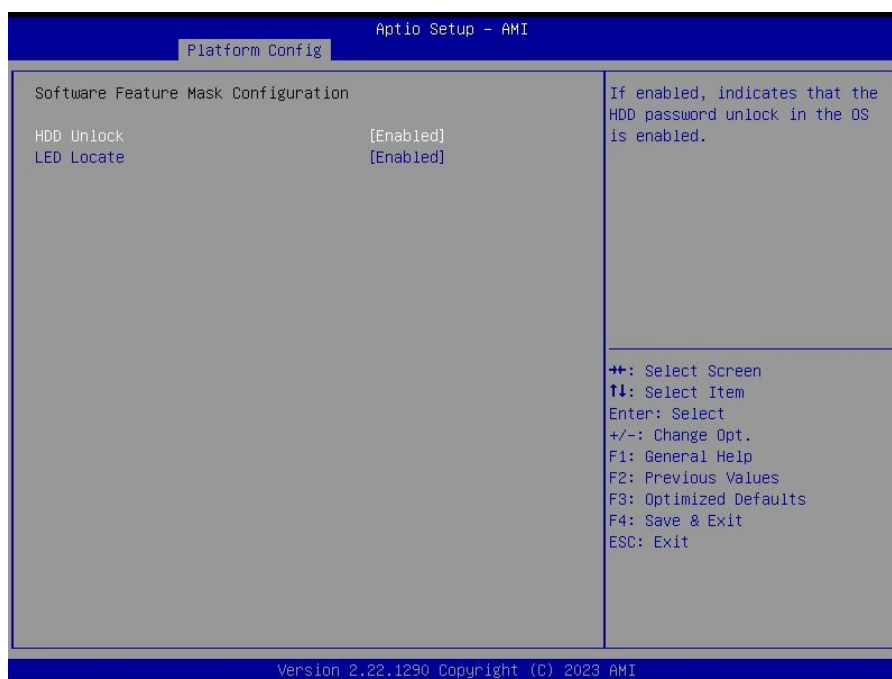 Aptio Setup - AMI
Platform Config
Software Feature Mask Configuration
HDD Unlock [Enabled]
LED Locate [Enabled]
If enabled, indicates that the
HDD password unlock in the OS
is enabled.
→←: Select Screen
↑↓: Select Item
Enter: Select
+/-: Change Opt.
F1: General Help
F2: Previous Values
F3: Optimized Defaults
F4: Save & Exit
ESC: Exit
Version 2.22.1290 Copyright (C) 2023 AMI